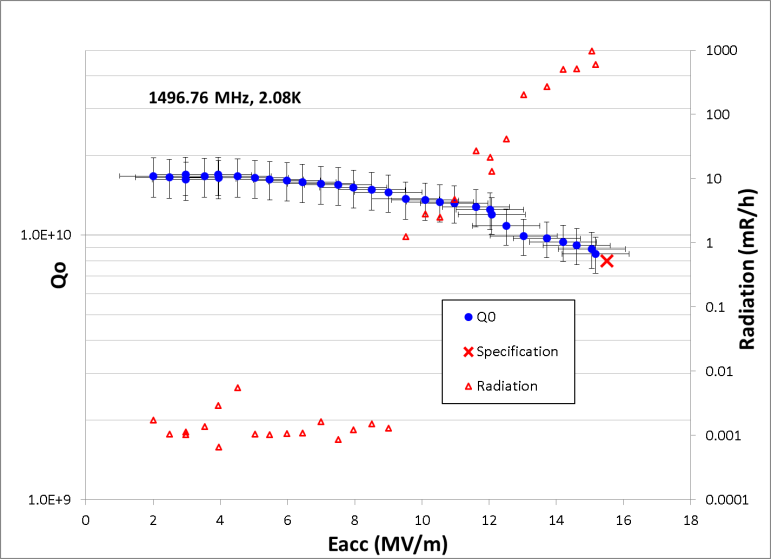 1496.76 MHz, 2.08K
Qo
1.0E+10
1.0E+9
1000
100
10
1
0.1
0.01
0.001
0.0001
Radiation (mR/h)
Q0
Specification
Radiation
0 2 4 6 8 10 12 14 16 18
Eacc (MV/m)